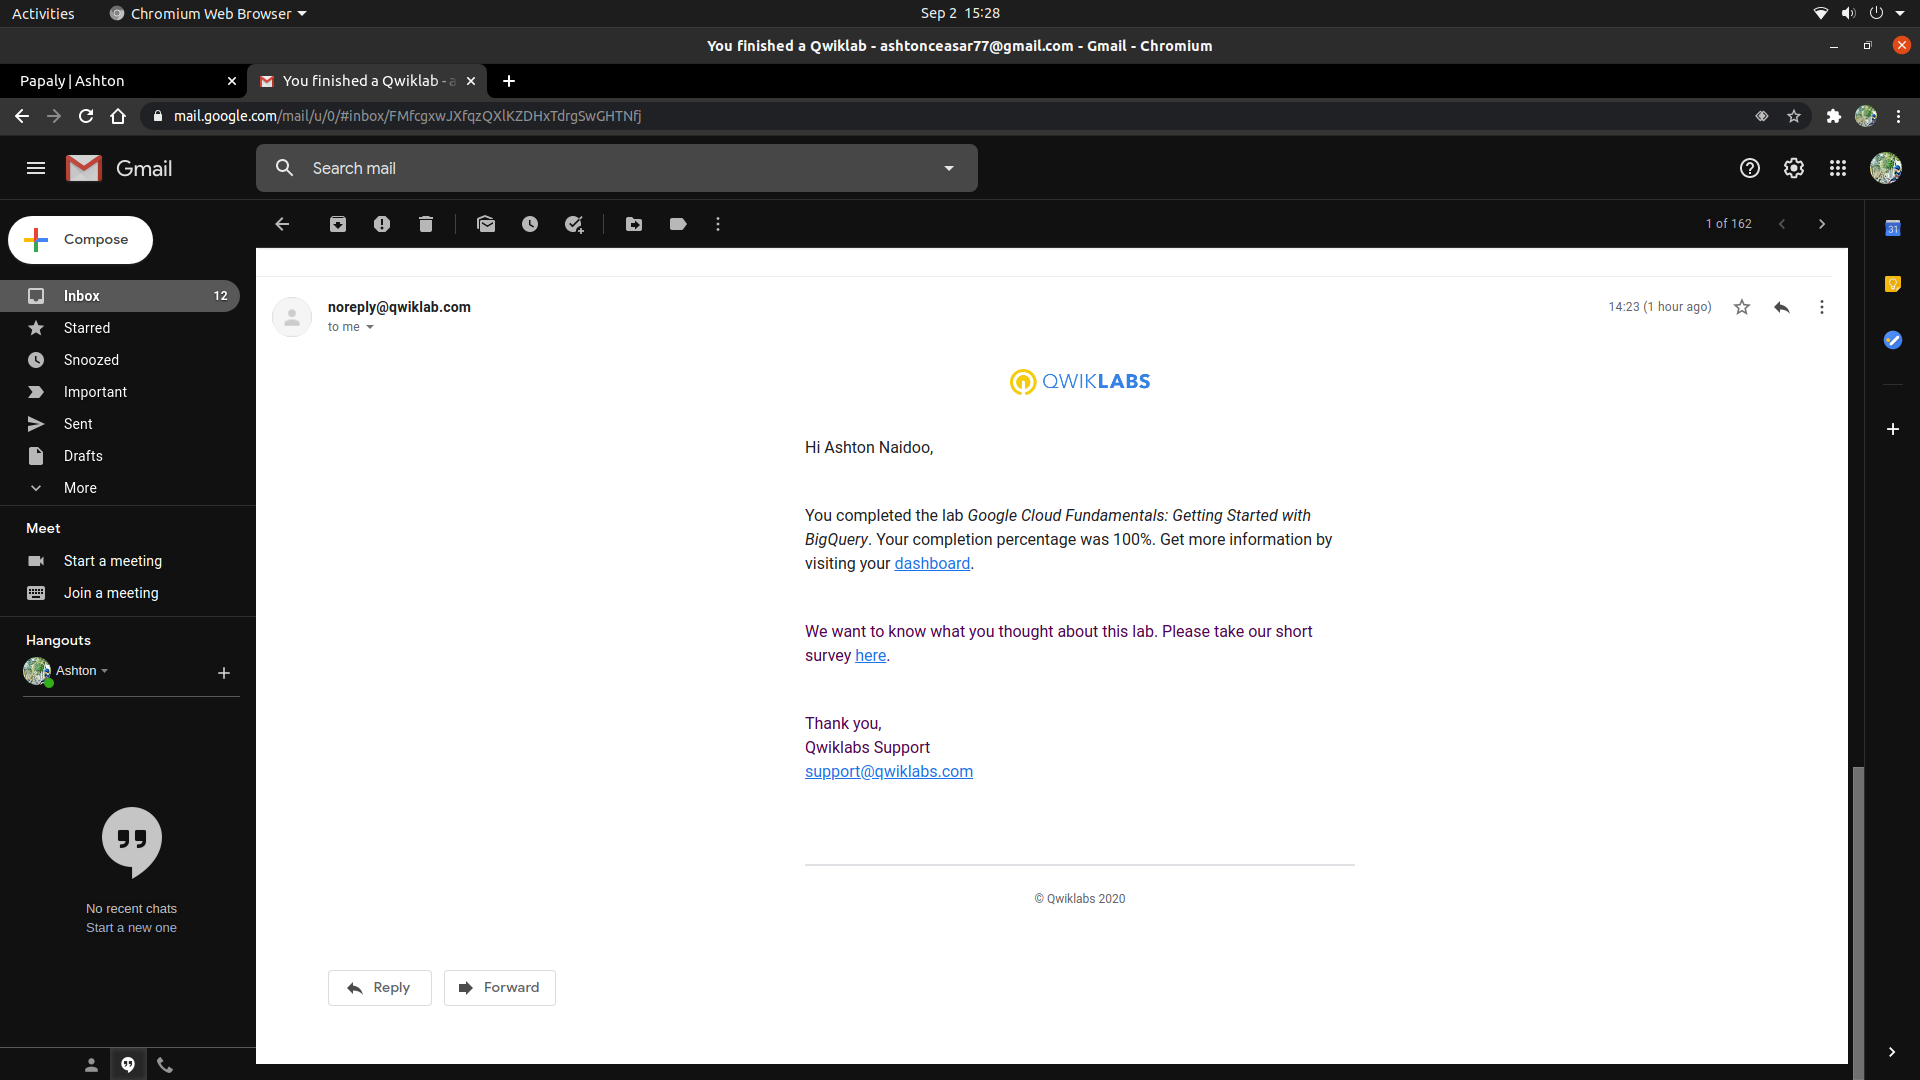 Activities
Chromium Web Browser
Sep 2 15:28
You finished a Qwiklab - ashtonceasar77@gmail.com - Gmail - Chromium
Papaly | Ashton
You finished a Qwiklab - a
mail.google.com/mail/u/0/#inbox/FMfcgxwJXfqzQXlKZDHxTdrgSwGHTNfj
Gmail
Search mail
Compose
1 of 162
31
Inbox 12
Starred
Snoozed
Important
Sent
Drafts
More
Meet
Start a meeting
Join a meeting
Hangouts
Ashton
No recent chats
Start a new one
noreply@qwiklab.com
to me
14:23 (1 hour ago)
QWIKLABS
Hi Ashton Naidoo,
You completed the lab Google Cloud Fundamentals: Getting Started with
BigQuery. Your completion percentage was 100%. Get more information by
visiting your dashboard.
We want to know what you thought about this lab. Please take our short
survey here.
Thank you,
Qwiklabs Support
support@qwiklabs.com
© Qwiklabs 2020
Reply
Forward